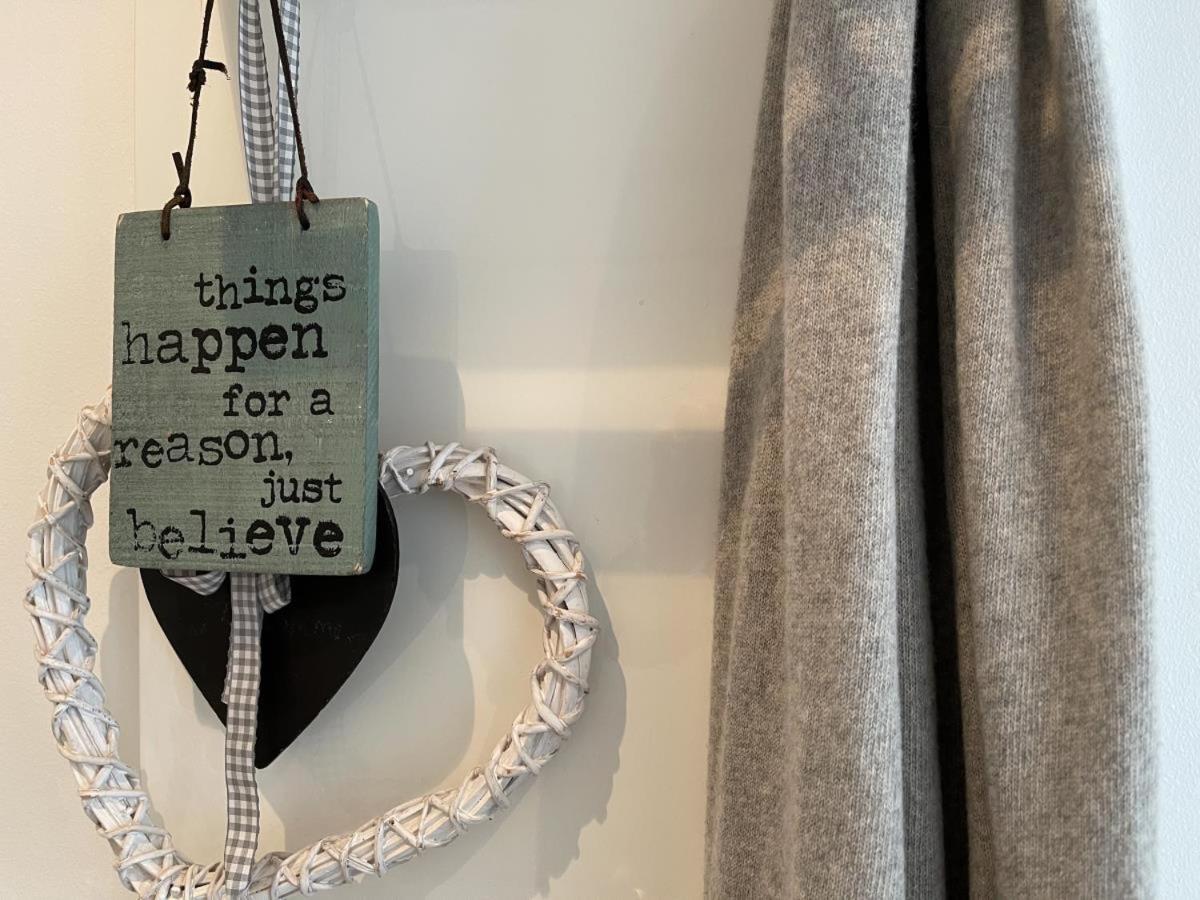 things
happen
for a
reason,
just
believe